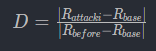 D = |R_attacki − R_base| / |R_before − R_base|